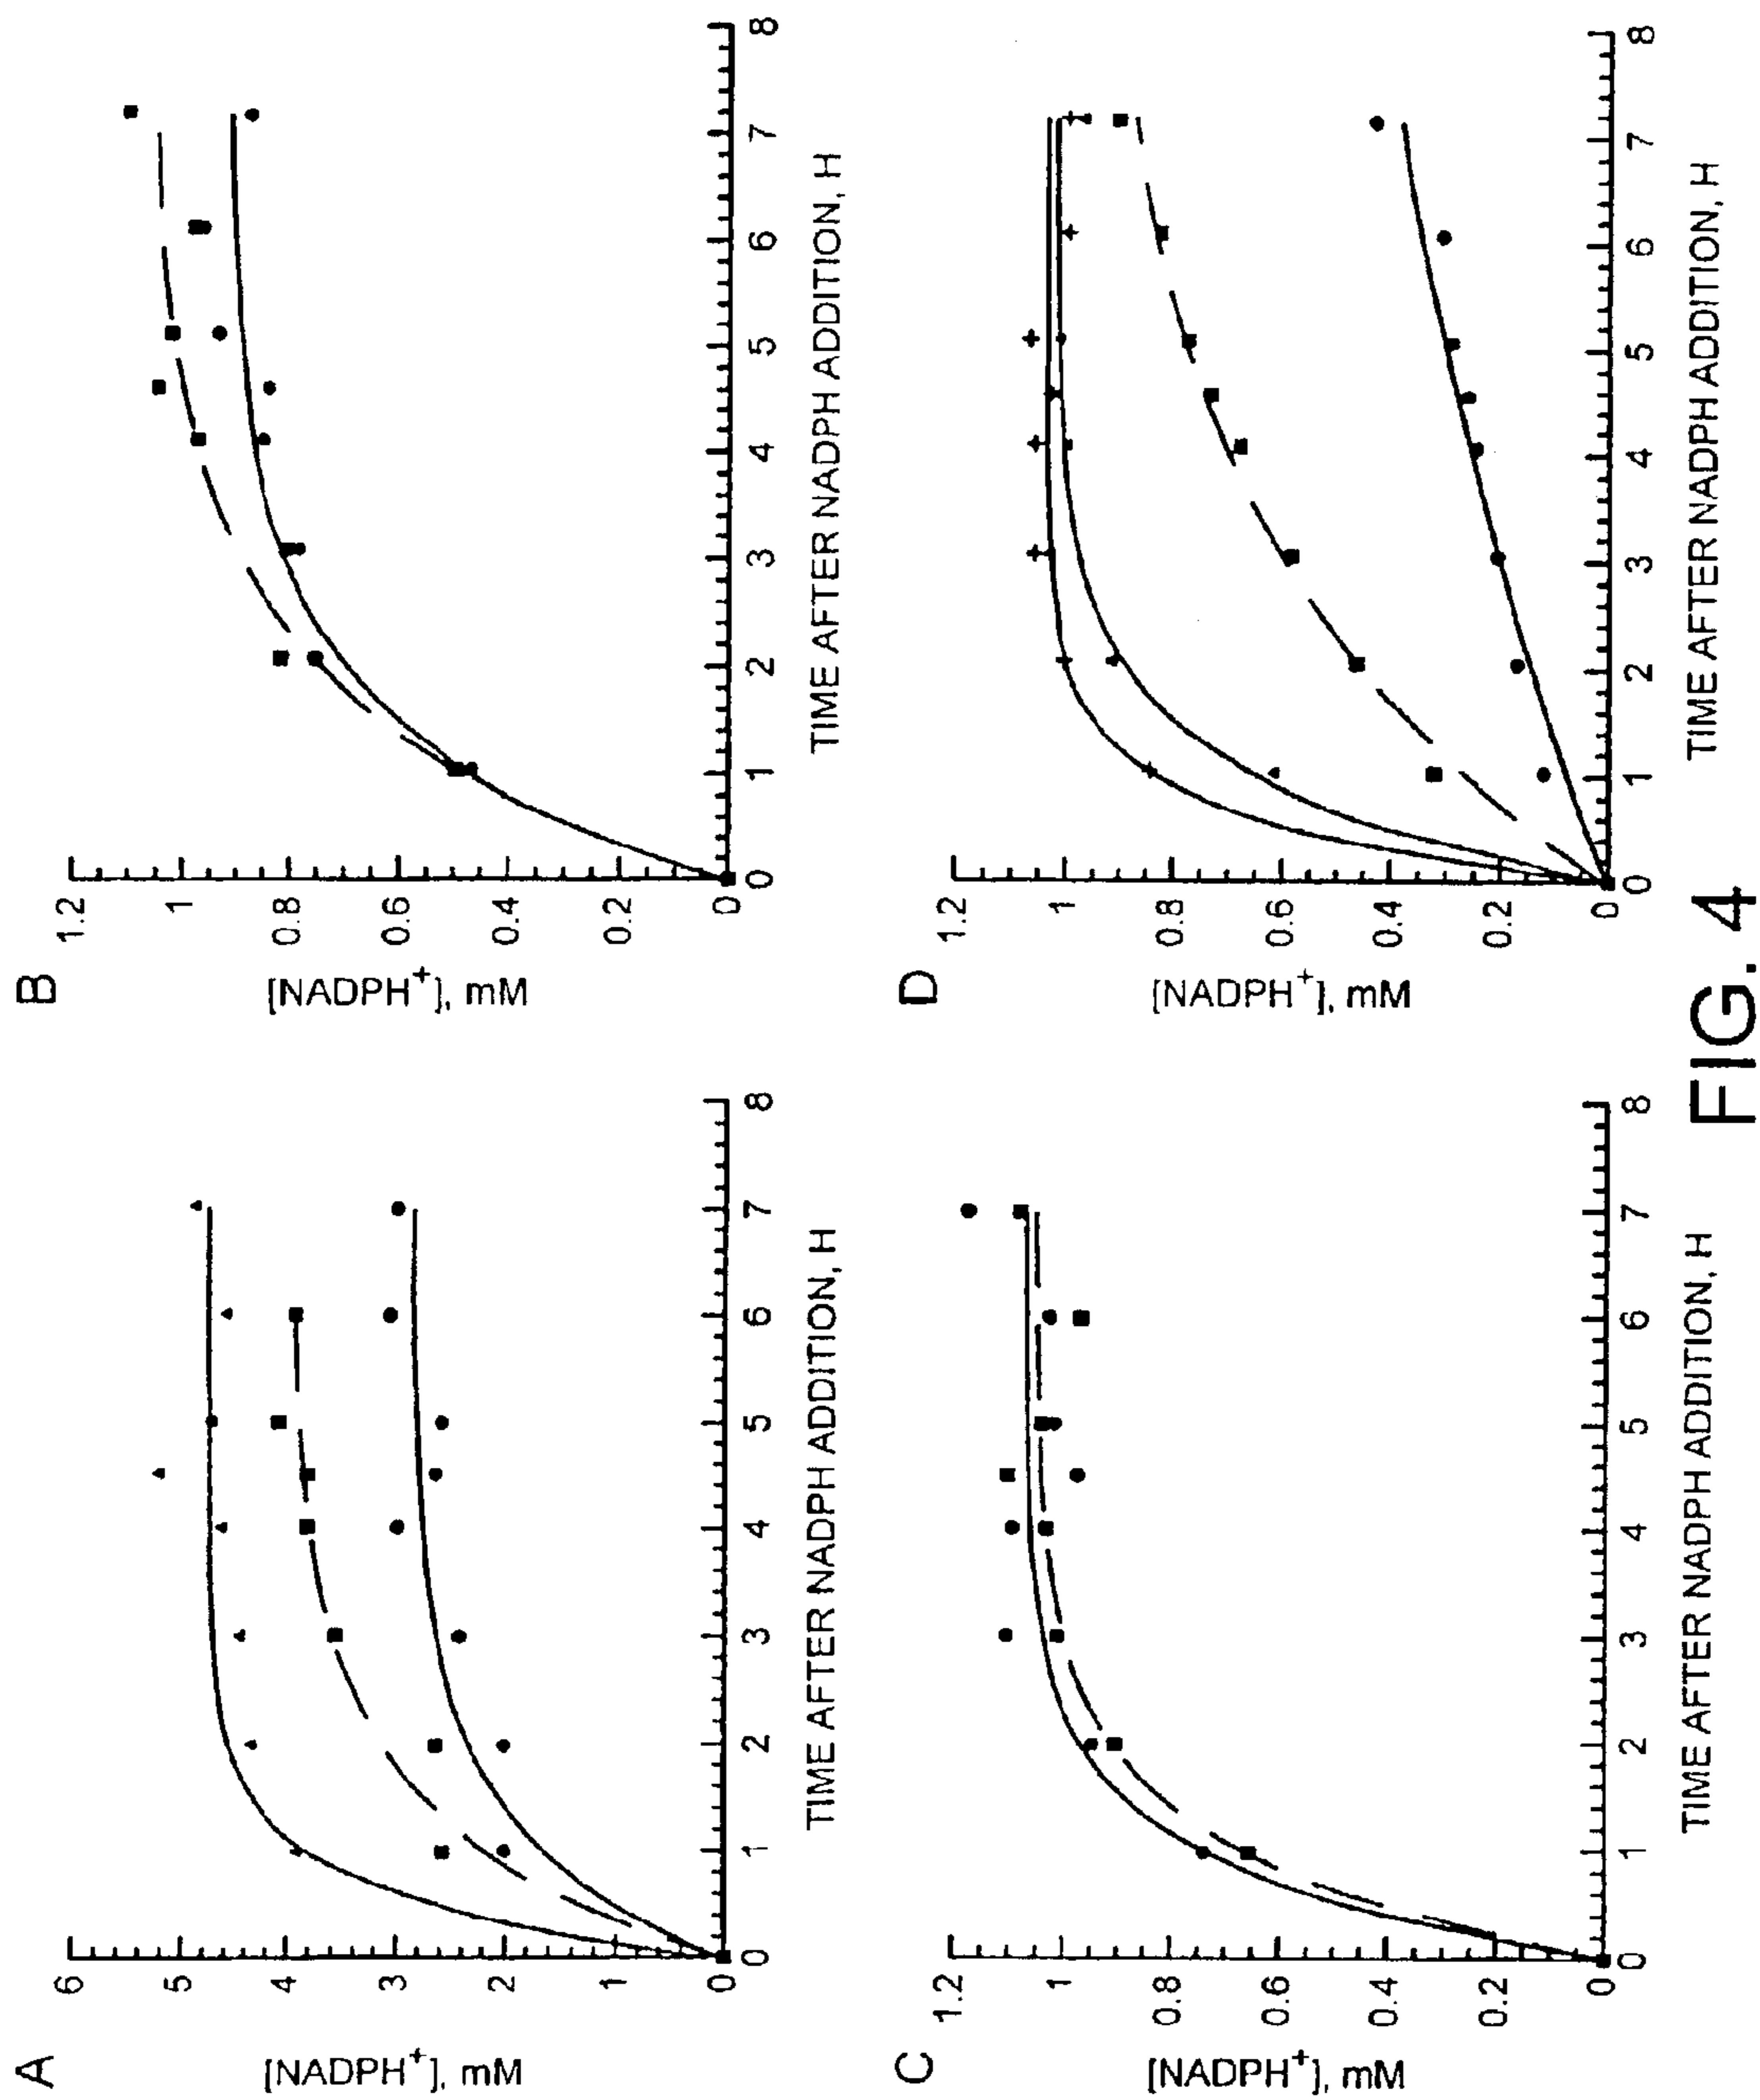 A
[NADPH+], mM
6
5
4
3
2
1
0
0 1 2 3 4 5 6 7 8
TIME AFTER NADPH ADDITION, H
B
[NADPH+], mM
1.2
1
0.8
0.6
0.4
0.2
0
0 1 2 3 4 5 6 7 8
TIME AFTER NADPH ADDITION, H
C
[NADPH+], mM
1.2
1
0.8
0.6
0.4
0.2
0
0 1 2 3 4 5 6 7 8
TIME AFTER NADPH ADDITION, H
D
[NADPH+], mM
1.2
1
0.8
0.6
0.4
0.2
0
0 1 2 3 4 5 6 7 8
TIME AFTER NADPH ADDITION, H
FIG. 4